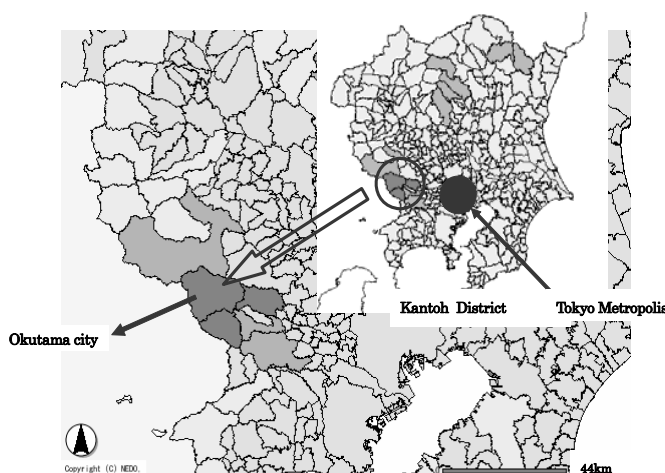 Kantoh District
Tokyo Metropolis
Okutama city
Copyright (C) NEDO.
44km